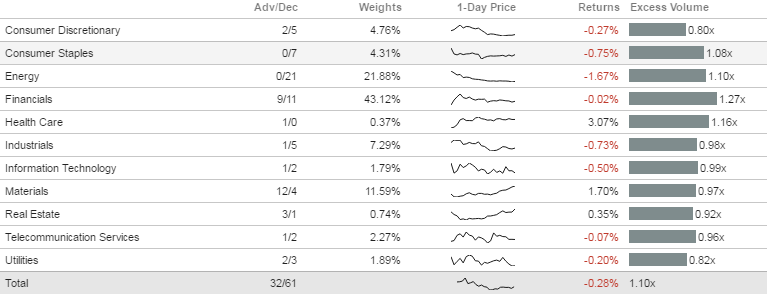 Adv/Dec Weights 1-Day Price Returns Excess Volume
Consumer Discretionary 2/5 4.76% -0.27% 0.80x
Consumer Staples 0/7 4.31% -0.75% 1.08x
Energy 0/21 21.88% -1.67% 1.10x
Financials 9/11 43.12% -0.02% 1.27x
Health Care 1/0 0.37% 3.07% 1.16x
Industrials 1/5 7.29% -0.73% 0.98x
Information Technology 1/2 1.79% -0.50% 0.99x
Materials 12/4 11.59% 1.70% 0.97x
Real Estate 3/1 0.74% 0.35% 0.92x
Telecommunication Services 1/2 2.27% -0.07% 0.96x
Utilities 2/3 1.89% -0.20% 0.82x
Total 32/61 -0.28% 1.10x